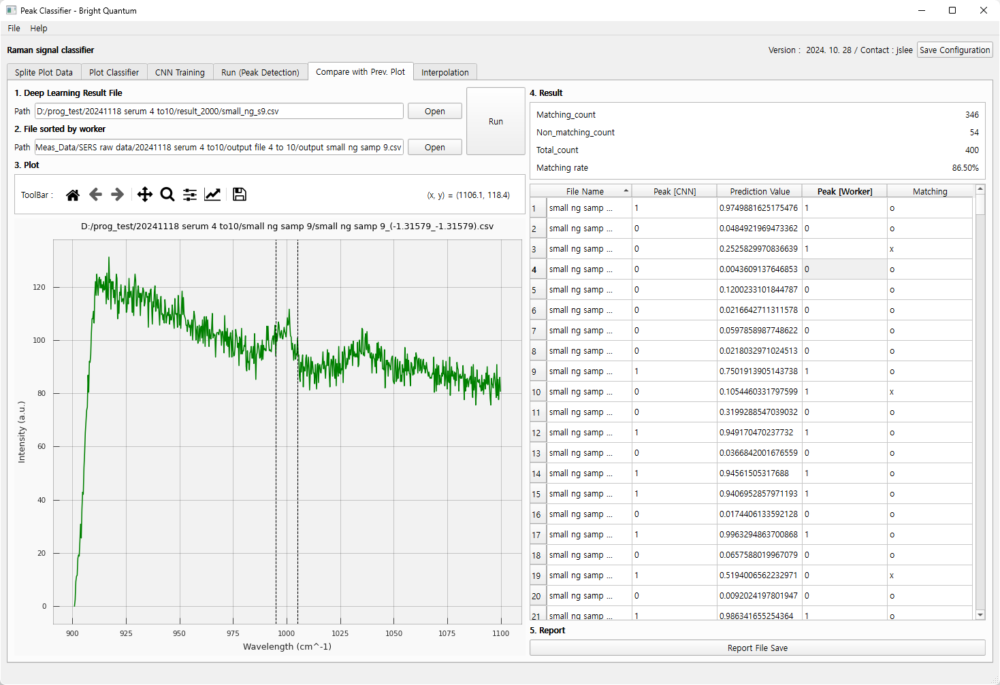 Peak Classifier - Bright Quantum
File Help
Raman signal classifier
Version : 2024. 10. 28 / Contact : jslee Save Configuration
Splite Plot Data Plot Classifier CNN Training Run (Peak Detection) Compare with Prev. Plot Interpolation
1. Deep Learning Result File
Path D:/prog_test/20241118 serum 4 to10/result_2000/small_ng_s9.csv Open
2. File sorted by worker
Path Meas_Data/SERS raw data/20241118 serum 4 to10/output file 4 to 10/output small ng samp 9.csv Open
Run
3. Plot
ToolBar : (x, y) = (1106.1, 118.4)
D:/prog_test/20241118 serum 4 to10/small ng samp 9/small ng samp 9_(-1.31579_-1.31579).csv
Intensity (a.u.)
120
100
80
60
40
20
0
900 925 950 975 1000 1025 1050 1075 1100
Wavelength (cm^-1)
4. Result
Matching_count 346
Non_matching_count 54
Total_count 400
Matching rate 86.50%
File Name Peak [CNN] Prediction Value Peak [Worker] Matching
1 small ng samp ... 1 0.9749881625175476 1 o
2 small ng samp ... 0 0.0484921969473362 0 o
3 small ng samp ... 0 0.2525829970836639 1 x
4 small ng samp ... 0 0.0043609137646853 0 o
5 small ng samp ... 0 0.1200233101844787 0 o
6 small ng samp ... 0 0.0216642711311578 0 o
7 small ng samp ... 0 0.0597858987748622 0 o
8 small ng samp ... 0 0.0218032971024513 0 o
9 small ng samp ... 1 0.7501913905143738 1 o
10 small ng samp ... 0 0.1054460331797599 1 x
11 small ng samp ... 0 0.3199288547039032 0 o
12 small ng samp ... 1 0.949170470237732 1 o
13 small ng samp ... 0 0.0366842001676559 0 o
14 small ng samp ... 1 0.94561505317688 1 o
15 small ng samp ... 1 0.9406952857971193 1 o
16 small ng samp ... 0 0.0174406133592128 0 o
17 small ng samp ... 1 0.9963294863700868 1 o
18 small ng samp ... 0 0.0657588019967079 0 o
19 small ng samp ... 1 0.5194006562232971 0 x
20 small ng samp ... 0 0.0092024197801947 0 o
21 small ng samp ... 1 0.986341655254364 1 o
5. Report
Report File Save